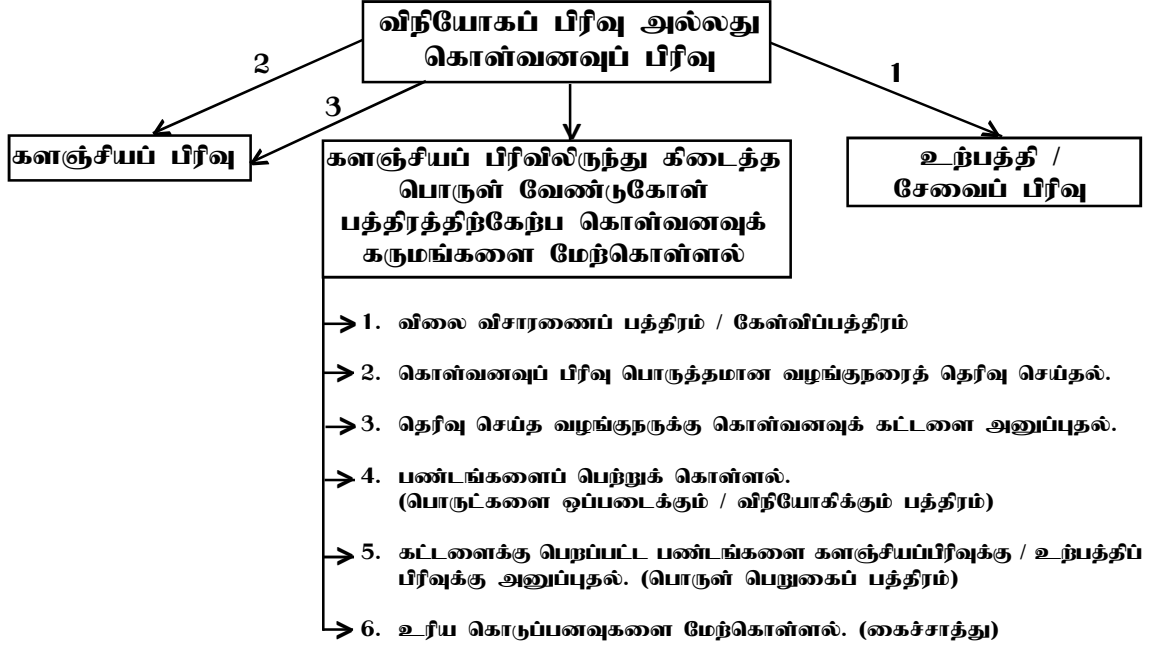 விநியோகப் பிரிவு அல்லது
கொள்வனவுப் பிரிவு
2
3
1
களஞ்சியப் பிரிவு
களஞ்சியப் பிரிவிலிருந்து கிடைத்த
பொருள் வேண்டுகோள்
பத்திரத்திற்கேற்ப கொள்வனவுக்
கருமங்களை மேற்கொள்ளல்
உற்பத்தி /
சேவைப் பிரிவு
1. விலை விசாரணைப் பத்திரம் / கேள்விப்பத்திரம்
2. கொள்வனவுப் பிரிவு பொருத்தமான வழங்குநரைத் தெரிவு செய்தல்.
3. தெரிவு செய்த வழங்குநருக்கு கொள்வனவுக் கட்டளை அனுப்புதல்.
4. பண்டங்களைப் பெற்றுக் கொள்ளல்.
(பொருட்களை ஒப்படைக்கும் / விநியோகிக்கும் பத்திரம்)
5. கட்டளைக்கு பெறப்பட்ட பண்டங்களை களஞ்சியப்பிரிவுக்கு / உற்பத்திப்
பிரிவுக்கு அனுப்புதல். (பொருள் பெறுகைப் பத்திரம்)
6. உரிய கொடுப்பனவுகளை மேற்கொள்ளல். (கைச்சாத்து)